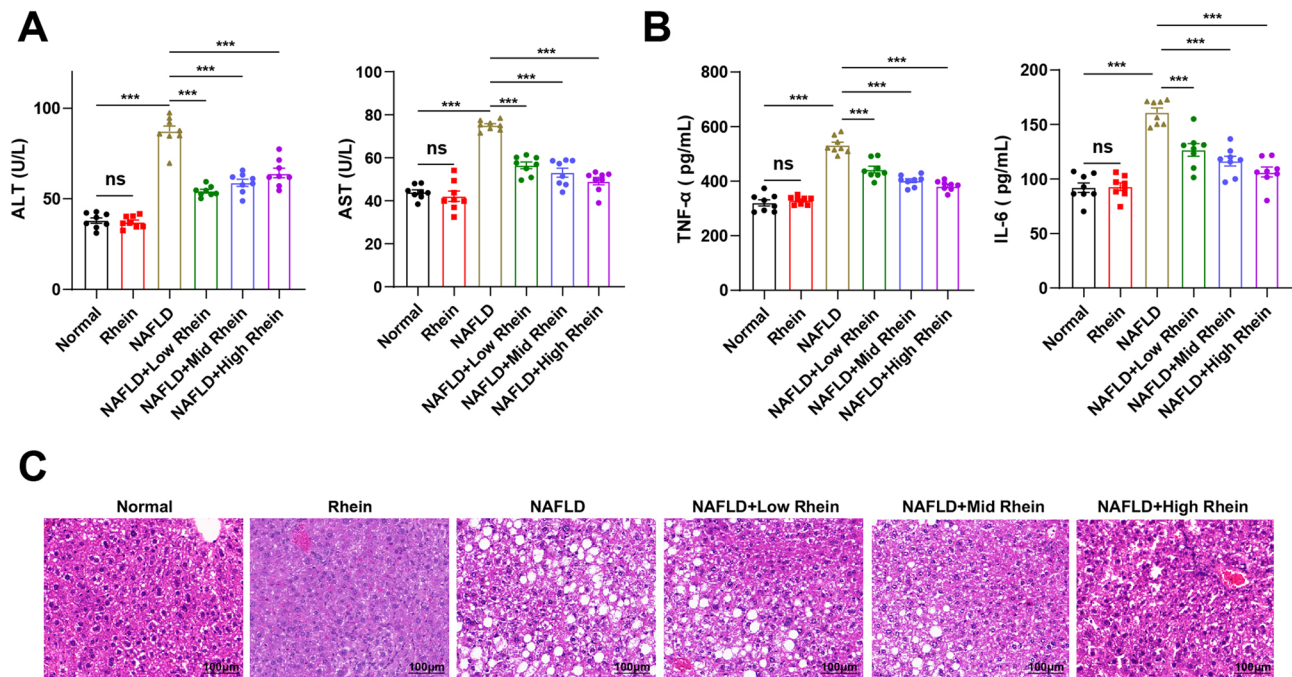 A
B
ALT (U/L)
100
50
0
***
***
***
***
ns
Normal
Rhein
NAFLD
NAFLD+Low Rhein
NAFLD+Mid Rhein
NAFLD+High Rhein
AST (U/L)
100
80
60
40
20
0
***
***
***
***
ns
Normal
Rhein
NAFLD
NAFLD+Low Rhein
NAFLD+Mid Rhein
NAFLD+High Rhein
TNF-α ( pg/mL)
800
600
400
200
0
***
***
***
***
ns
Normal
Rhein
NAFLD
NAFLD+Low Rhein
NAFLD+Mid Rhein
NAFLD+High Rhein
IL-6 ( pg/mL)
200
150
100
50
0
***
***
***
***
ns
Normal
Rhein
NAFLD
NAFLD+Low Rhein
NAFLD+Mid Rhein
NAFLD+High Rhein
C
Normal
Rhein
NAFLD
NAFLD+Low Rhein
NAFLD+Mid Rhein
NAFLD+High Rhein
100μm
100μm
100μm
100μm
100μm
100μm